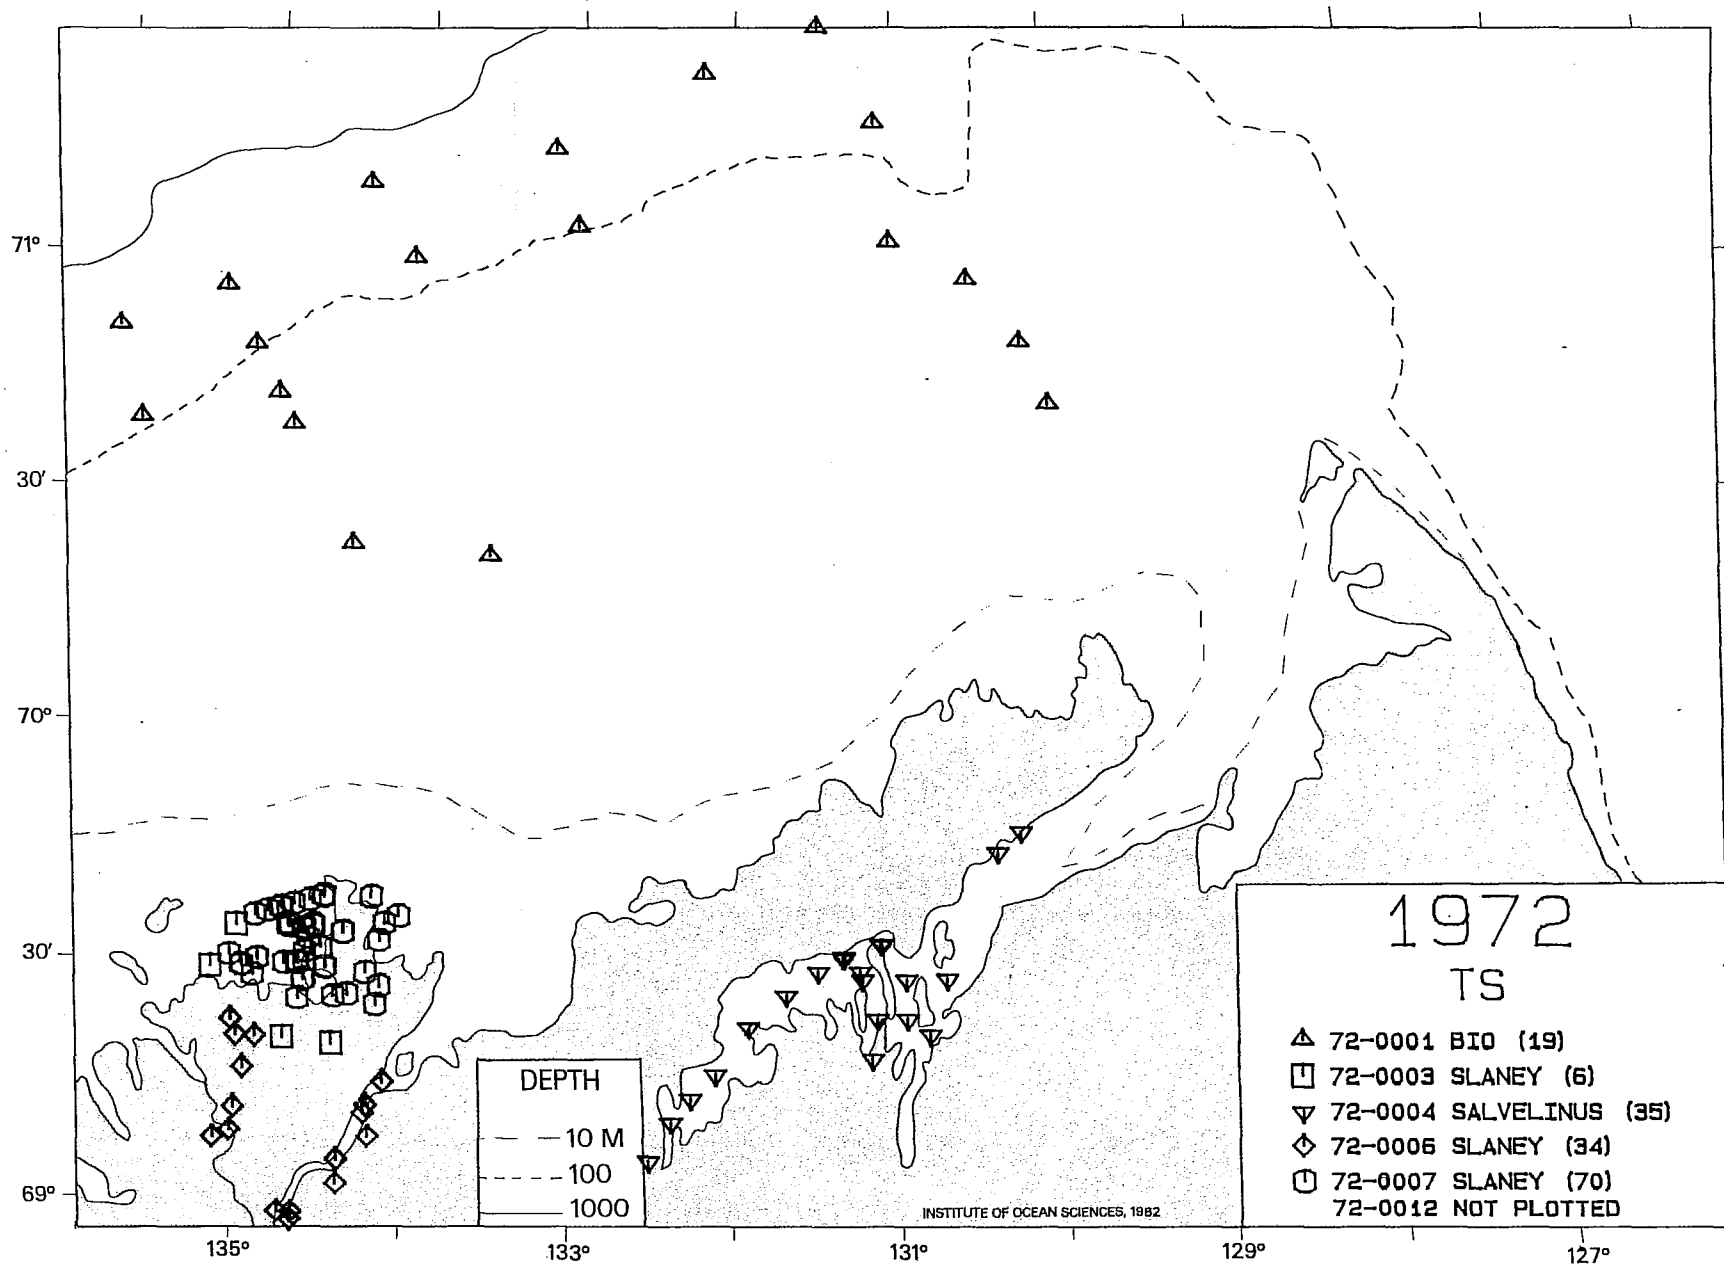 71°
30'
70°
30'
69°
135°
133°
131°
129°
127°
DEPTH
10 M
100
1000
INSTITUTE OF OCEAN SCIENCES, 1982
1972
TS
72-0001 BIO (19)
72-0003 SLANEY (6)
72-0004 SALVELINUS (35)
72-0006 SLANEY (34)
72-0007 SLANEY (70)
72-0012 NOT PLOTTED